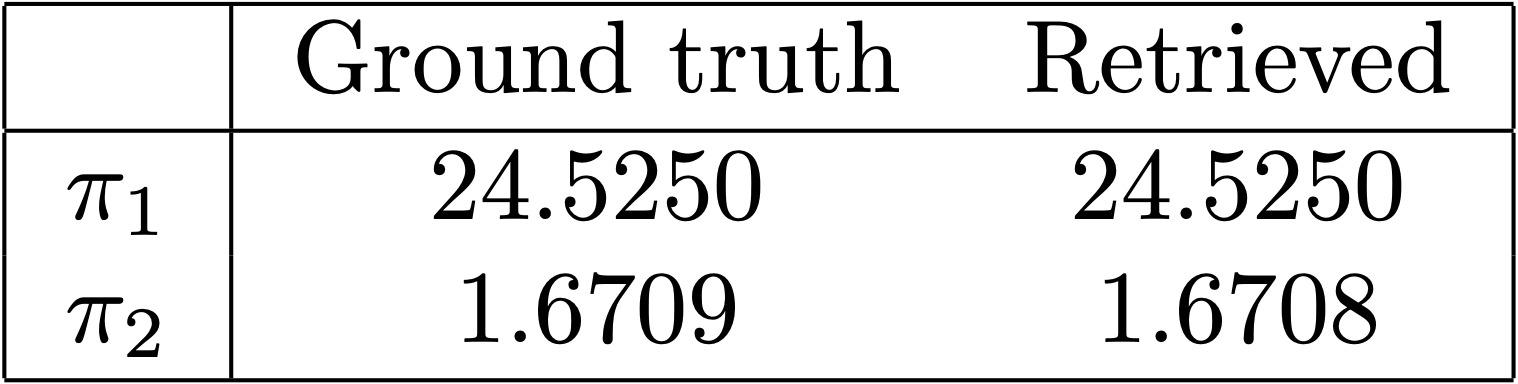 Ground truth Retrieved
π₁ 24.5250 24.5250
π₂ 1.6709 1.6708